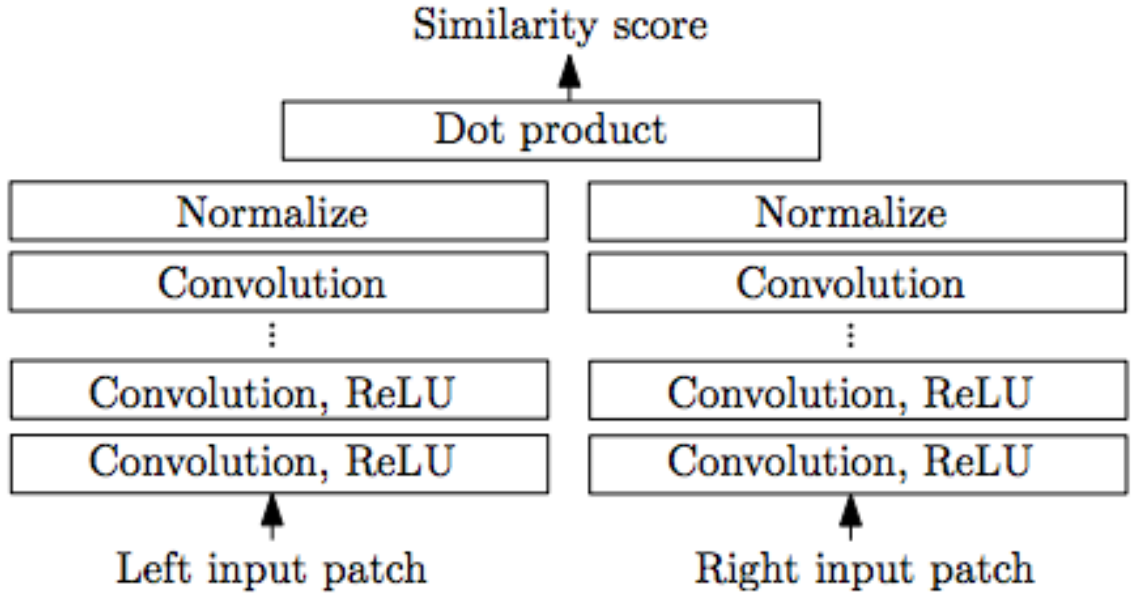 Similarity score
Dot product
Normalize
Normalize
Convolution
Convolution
⋮
⋮
Convolution, ReLU
Convolution, ReLU
Convolution, ReLU
Convolution, ReLU
Left input patch
Right input patch